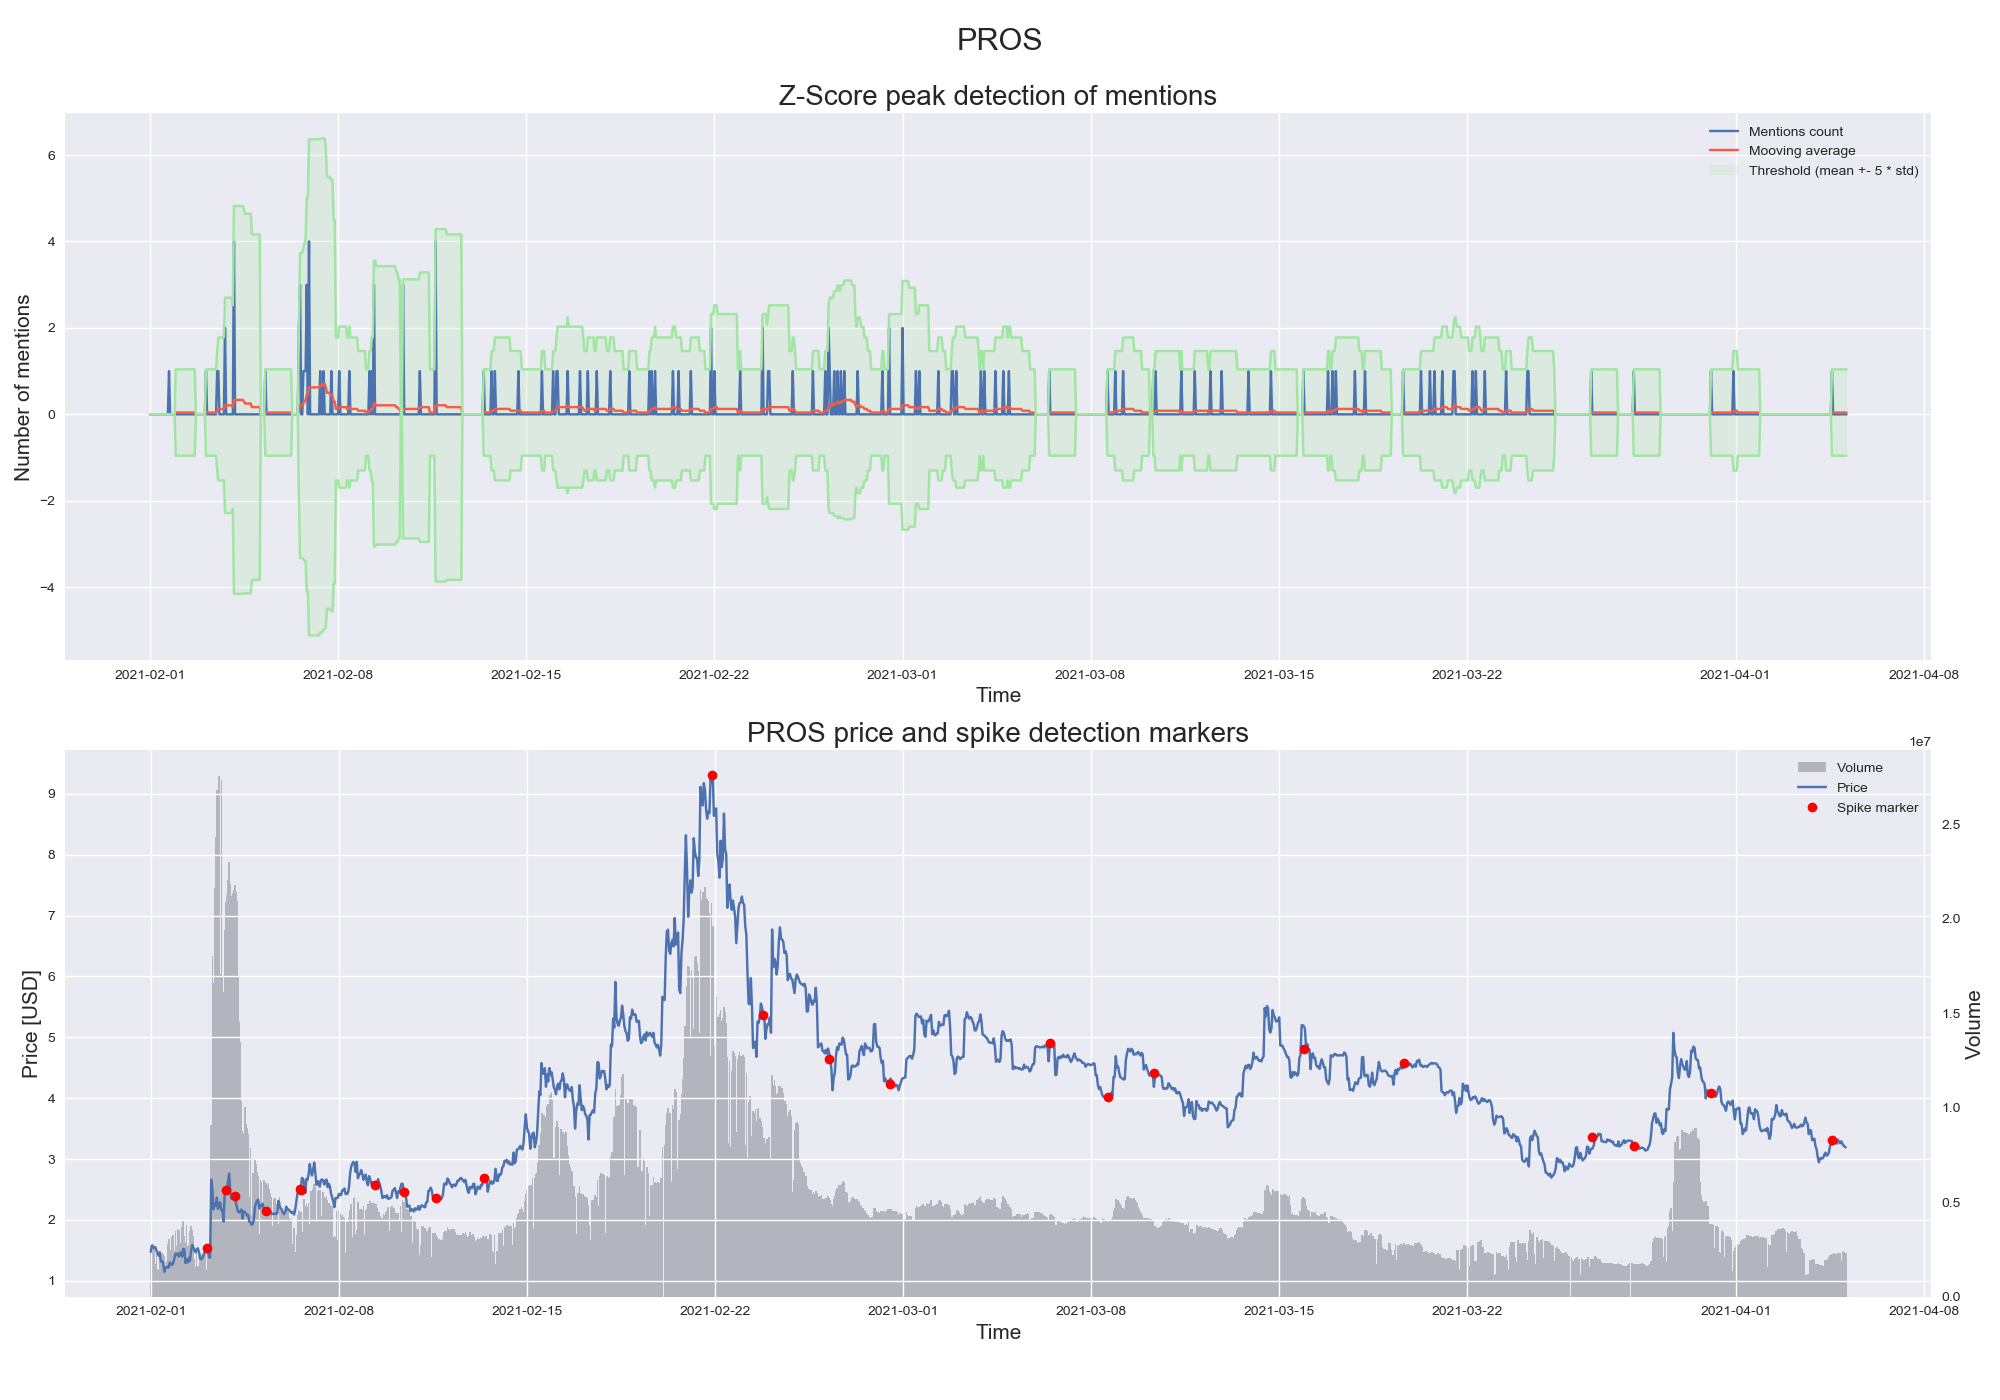 PROS
Z-Score peak detection of mentions
Mentions count
Mooving average
Threshold (mean +- 5 * std)
Number of mentions
6
4
2
0
−2
−4
2021-02-01
2021-02-08
2021-02-15
2021-02-22
2021-03-01
2021-03-08
2021-03-15
2021-03-22
2021-04-01
2021-04-08
Time
PROS price and spike detection markers
1e7
Volume
Price
Spike marker
Price [USD]
9
8
7
6
5
4
3
2
1
2.5
2.0
1.5
1.0
0.5
0.0
Volume
2021-02-01
2021-02-08
2021-02-15
2021-02-22
2021-03-01
2021-03-08
2021-03-15
2021-03-22
2021-04-01
2021-04-08
Time